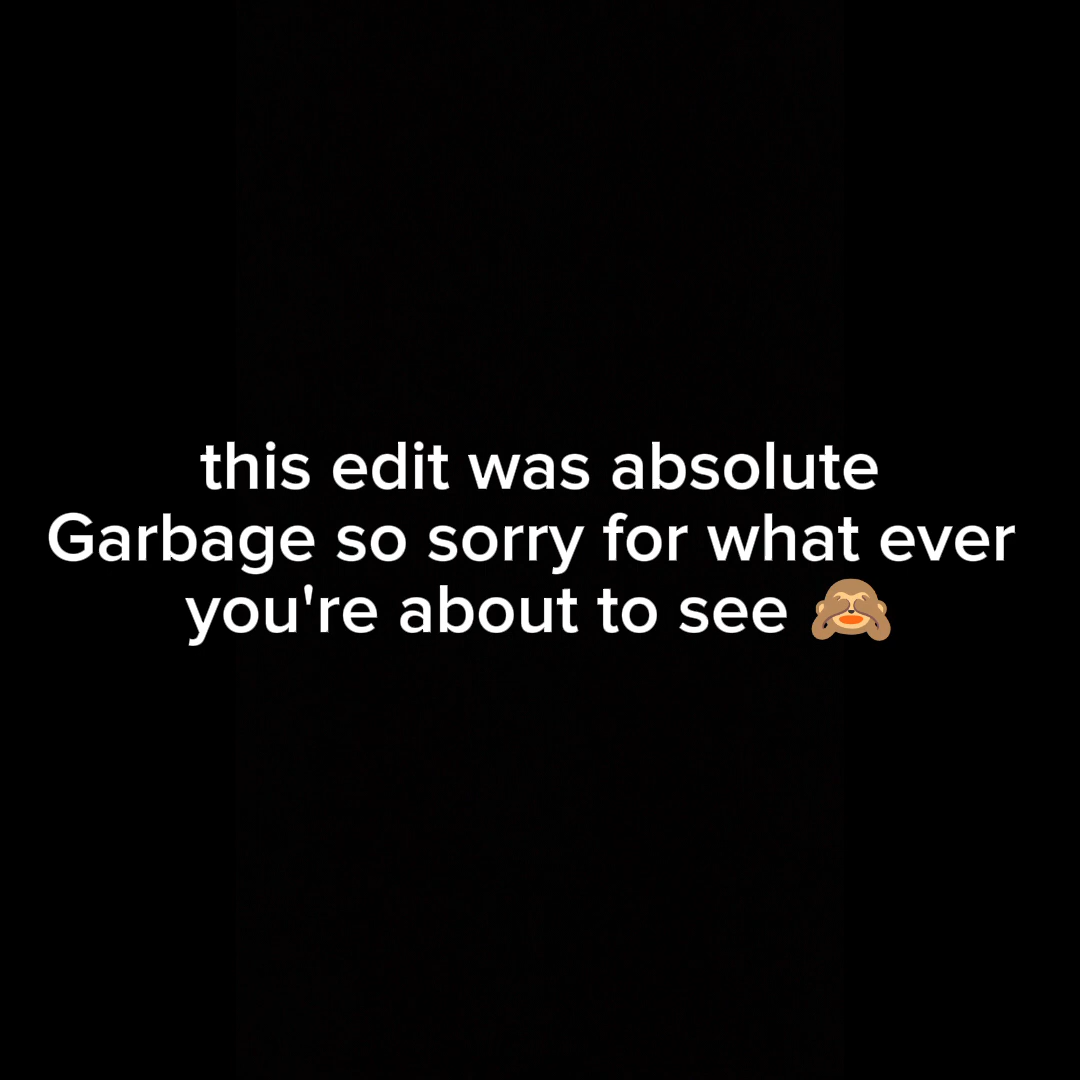 this edit was absolute
Garbage so sorry for what ever
you're about to see 🙈